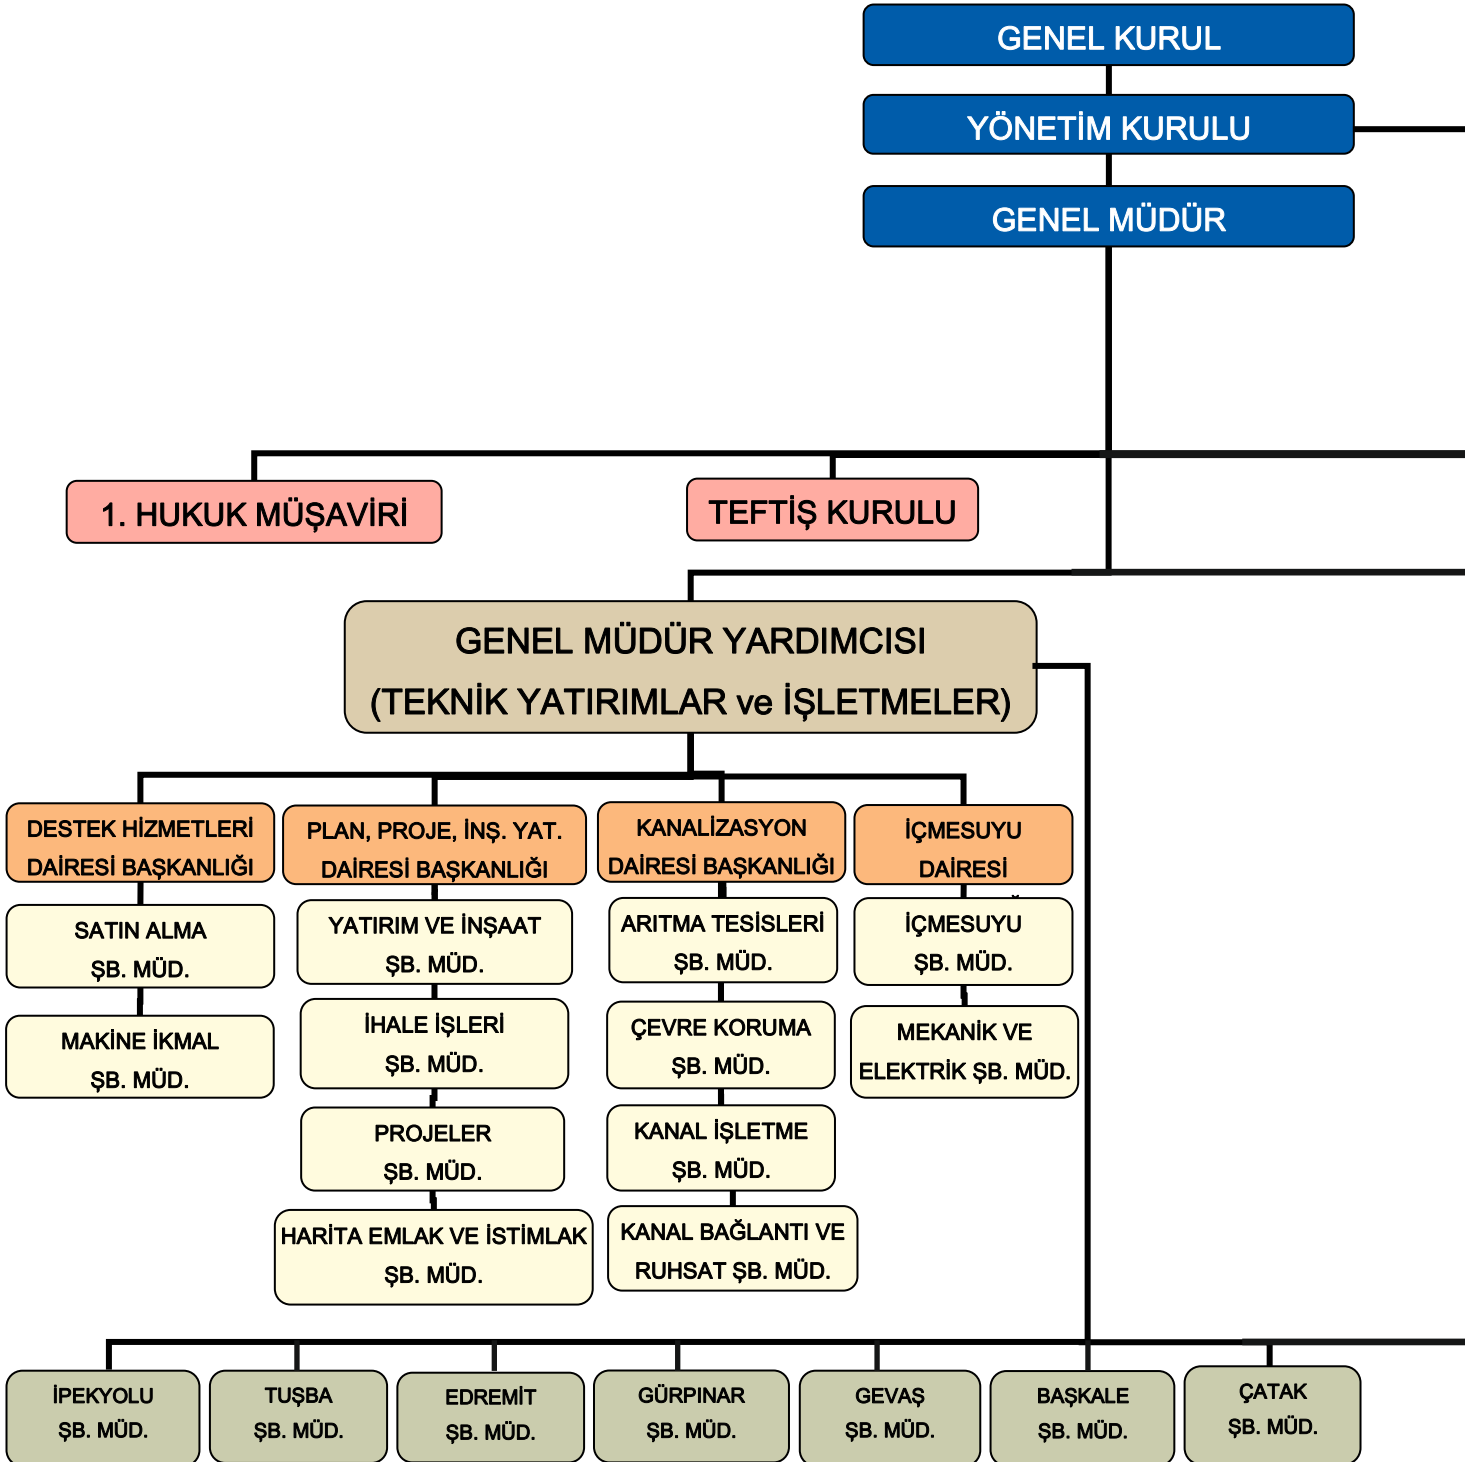 GENEL KURUL
YÖNETİM KURULU
GENEL MÜDÜR
1. HUKUK MÜŞAVİRİ
TEFTİŞ KURULU
GENEL MÜDÜR YARDIMCISI
(TEKNİK YATIRIMLAR ve İŞLETMELER)
DESTEK HİZMETLERİ
DAİRESİ BAŞKANLIĞI
SATIN ALMA
ŞB. MÜD.
MAKİNE İKMAL
ŞB. MÜD.
PLAN, PROJE, İNŞ. YAT.
DAİRESİ BAŞKANLIĞI
YATIRIM VE İNŞAAT
ŞB. MÜD.
İHALE İŞLERİ
ŞB. MÜD.
PROJELER
ŞB. MÜD.
HARİTA EMLAK VE İSTİMLAK
ŞB. MÜD.
KANALİZASYON
DAİRESİ BAŞKANLIĞI
ARITMA TESİSLERİ
ŞB. MÜD.
ÇEVRE KORUMA
ŞB. MÜD.
KANAL İŞLETME
ŞB. MÜD.
KANAL BAĞLANTI VE
RUHSAT ŞB. MÜD.
İÇMESUYU
DAİRESİ
İÇMESUYU
ŞB. MÜD.
MEKANİK VE
ELEKTRİK ŞB. MÜD.
İPEKYOLU
ŞB. MÜD.
TUŞBA
ŞB. MÜD.
EDREMİT
ŞB. MÜD.
GÜRPINAR
ŞB. MÜD.
GEVAŞ
ŞB. MÜD.
BAŞKALE
ŞB. MÜD.
ÇATAK
ŞB. MÜD.